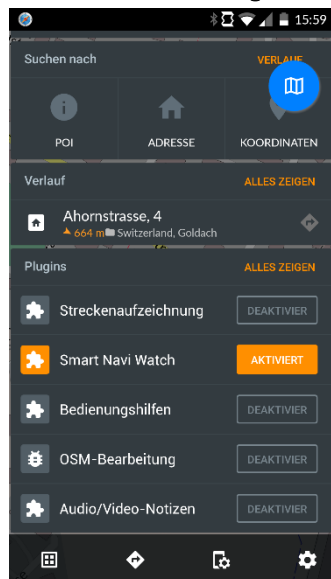 15:59
Suchen nach VERLAUF
POI ADRESSE KOORDINATEN
Verlauf ALLES ZEIGEN
Ahornstrasse, 4
664 m Switzerland, Goldach
Plugins ALLES ZEIGEN
Streckenaufzeichnung DEAKTIVIER
Smart Navi Watch AKTIVIERT
Bedienungshilfen DEAKTIVIER
OSM-Bearbeitung DEAKTIVIER
Audio/Video-Notizen DEAKTIVIER